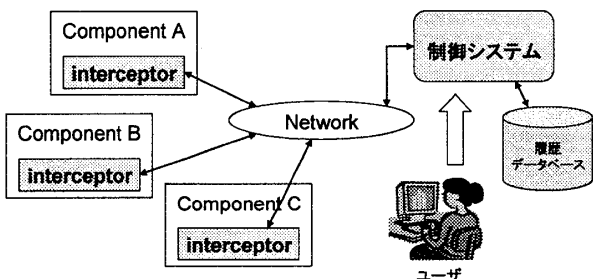 Component A
interceptor
Component B
interceptor
Component C
interceptor
Network
制御システム
履歴
データベース
ユーザ